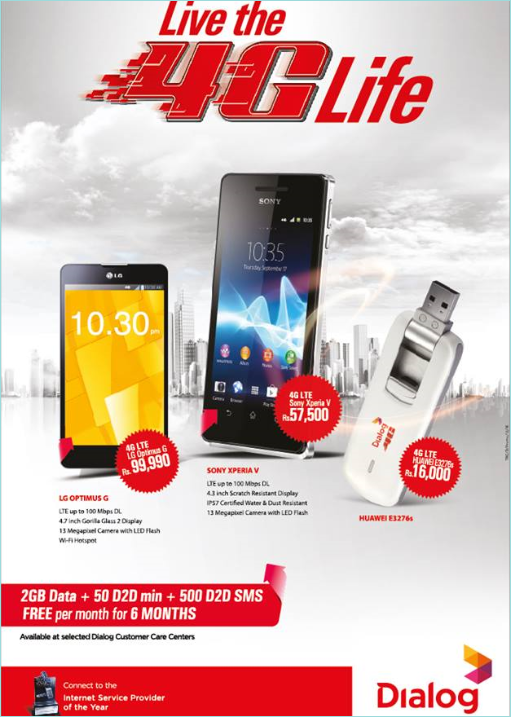 Live the
4G Life
LG
10.30 pm
SONY
10:35
Thursday, September 17
4G LTE
LG Optimus G
Rs. 99,990
4G LTE
Sony Xperia V
Rs. 57,500
Dialog
4G LTE
HUAWEI E3276s
Rs. 16,000
LG OPTIMUS G
LTE up to 100 Mbps DL
4.7 inch Gorilla Glass 2 Display
13 Megapixel Camera with LED Flash
Wi-Fi Hotspot
SONY XPERIA V
LTE up to 100 Mbps DL
4.3 inch Scratch Resistant Display
IP57 Certified Water & Dust Resistant
13 Megapixel Camera with LED Flash
HUAWEI E3276s
2GB Data + 50 D2D min + 500 D2D SMS
FREE per month for 6 MONTHS
Available at selected Dialog Customer Care Centers
Connect to the
Internet Service Provider
of the Year
Dialog